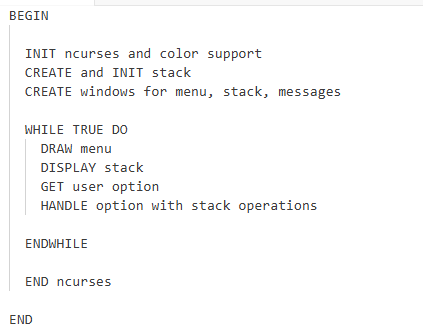 BEGIN
INIT ncurses and color support
CREATE and INIT stack
CREATE windows for menu, stack, messages
WHILE TRUE DO
DRAW menu
DISPLAY stack
GET user option
HANDLE option with stack operations
ENDWHILE
END ncurses
END